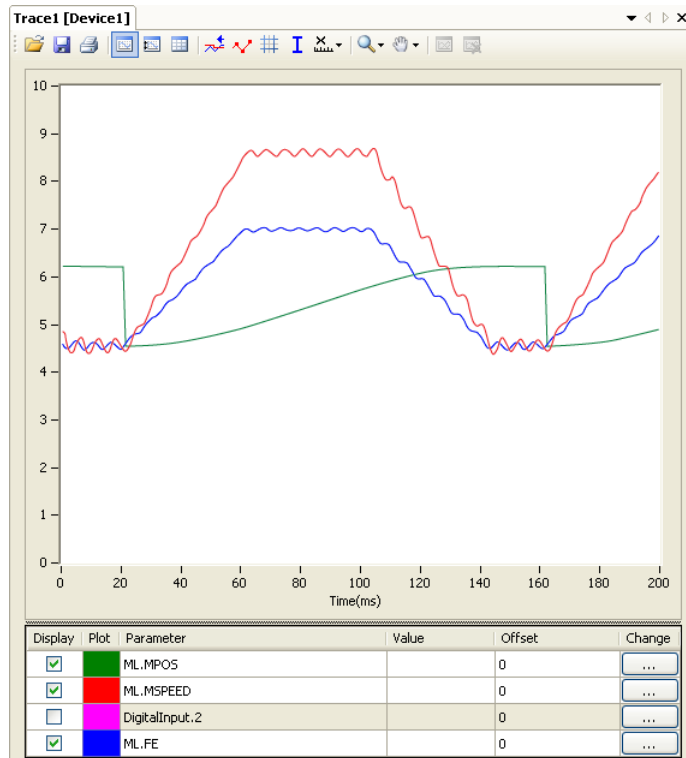 Trace1 [Device1]
10
9
8
7
6
5
4
3
2
1
0
0 20 40 60 80 100 120 140 160 180 200
Time(ms)
Display Plot Parameter Value Offset Change
ML.MPOS 0 ...
ML.MSPEED 0 ...
DigitalInput.2 0 ...
ML.FE 0 ...